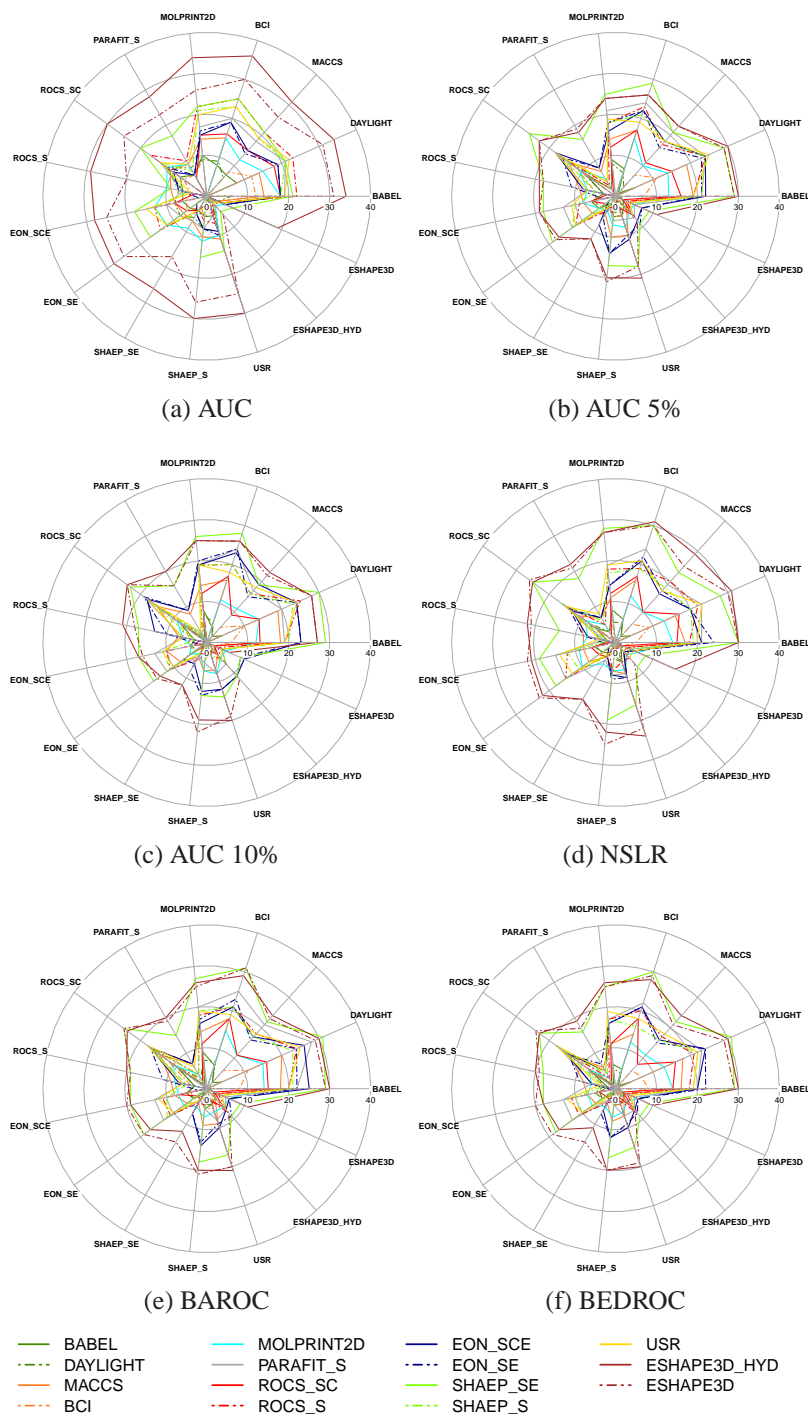 MOLPRINT2D
BCI
MACCS
DAYLIGHT
BABEL
ESHAPE3D
ESHAPE3D_HYD
USR
SHAEP_S
SHAEP_SE
EON_SE
EON_SCE
ROCS_S
ROCS_SC
PARAFIT_S
0 10 20 30 40
(a) AUC
MOLPRINT2D
BCI
MACCS
DAYLIGHT
BABEL
ESHAPE3D
ESHAPE3D_HYD
USR
SHAEP_S
SHAEP_SE
EON_SE
EON_SCE
ROCS_S
ROCS_SC
PARAFIT_S
0 10 20 30 40
(b) AUC 5%
MOLPRINT2D
BCI
MACCS
DAYLIGHT
BABEL
ESHAPE3D
ESHAPE3D_HYD
USR
SHAEP_S
SHAEP_SE
EON_SE
EON_SCE
ROCS_S
ROCS_SC
PARAFIT_S
0 10 20 30 40
(c) AUC 10%
MOLPRINT2D
BCI
MACCS
DAYLIGHT
BABEL
ESHAPE3D
ESHAPE3D_HYD
USR
SHAEP_S
SHAEP_SE
EON_SE
EON_SCE
ROCS_S
ROCS_SC
PARAFIT_S
0 10 20 30 40
(d) NSLR
MOLPRINT2D
BCI
MACCS
DAYLIGHT
BABEL
ESHAPE3D
ESHAPE3D_HYD
USR
SHAEP_S
SHAEP_SE
EON_SE
EON_SCE
ROCS_S
ROCS_SC
PARAFIT_S
0 10 20 30 40
(e) BAROC
MOLPRINT2D
BCI
MACCS
DAYLIGHT
BABEL
ESHAPE3D
ESHAPE3D_HYD
USR
SHAEP_S
SHAEP_SE
EON_SE
EON_SCE
ROCS_S
ROCS_SC
PARAFIT_S
0 10 20 30 40
(f) BEDROC
BABEL MOLPRINT2D EON_SCE USR
DAYLIGHT PARAFIT_S EON_SE ESHAPE3D_HYD
MACCS ROCS_SC SHAEP_SE ESHAPE3D
BCI ROCS_S SHAEP_S